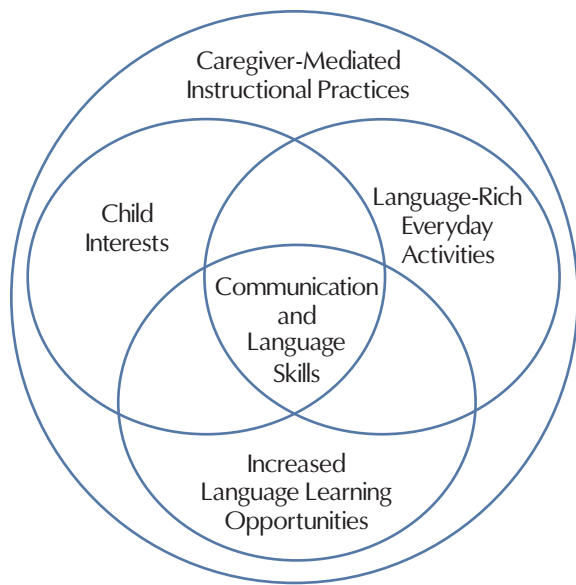 Caregiver-Mediated
Instructional Practices
Child
Interests
Language-Rich
Everyday
Activities
Communication
and
Language
Skills
Increased
Language Learning
Opportunities